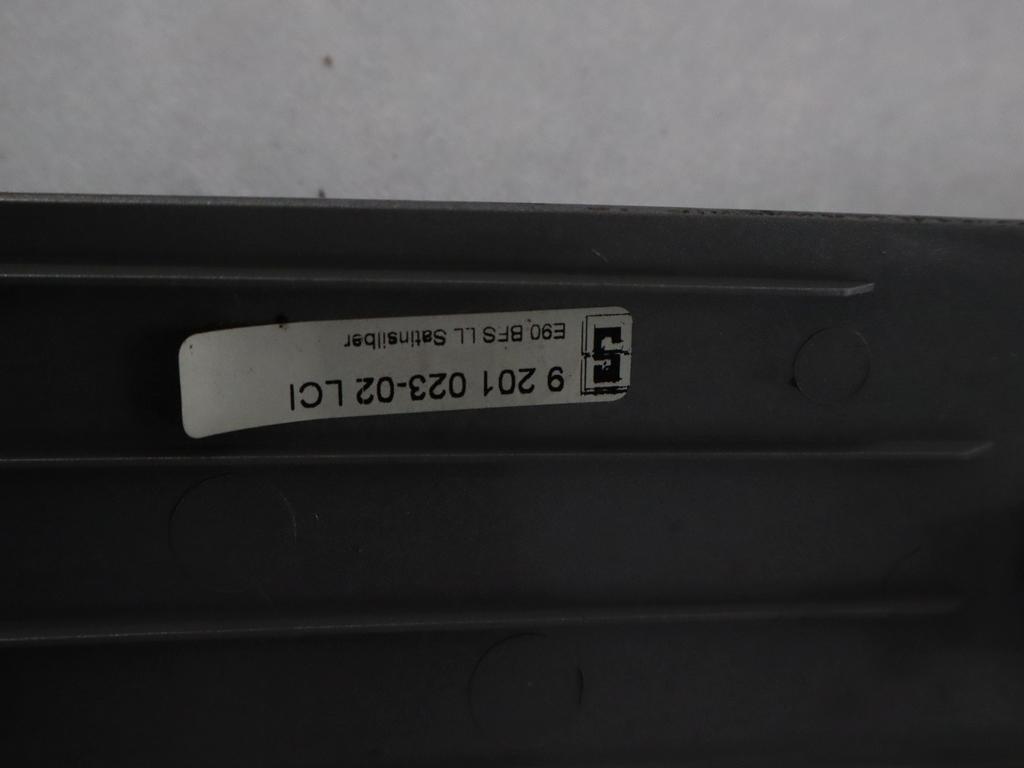 9 201 023-02 LCI
E90 BFS LL Satinsilber